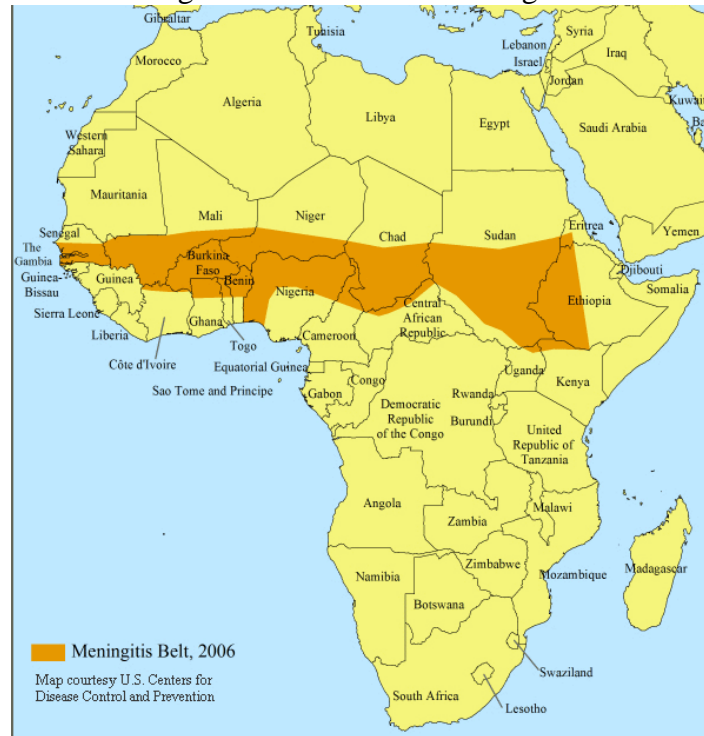 Gibraltar
Tunisia
Morocco
Lebanon
Israel
Syria
Iraq
Jordan
Kuwait
Algeria
Libya
Egypt
Saudi Arabia
Western
Sahara
Mauritania
Mali
Niger
Chad
Sudan
Eritrea
Yemen
Senegal
The
Gambia
Guinea-
Bissau
Guinea
Burkina
Faso
Benin
Nigeria
Djibouti
Somalia
Ethiopia
Sierra Leone
Liberia
Ghana
Central
African
Republic
Cameroon
Togo
Côte d'Ivoire
Equatorial Guinea
Sao Tome and Principe
Gabon
Congo
Uganda
Kenya
Rwanda
Burundi
Democratic
Republic
of the Congo
United
Republic of
Tanzania
Angola
Zambia
Malawi
Zimbabwe
Mozambique
Madagascar
Namibia
Botswana
Swaziland
South Africa
Lesotho
Meningitis Belt, 2006
Map courtesy U.S. Centers for
Disease Control and Prevention